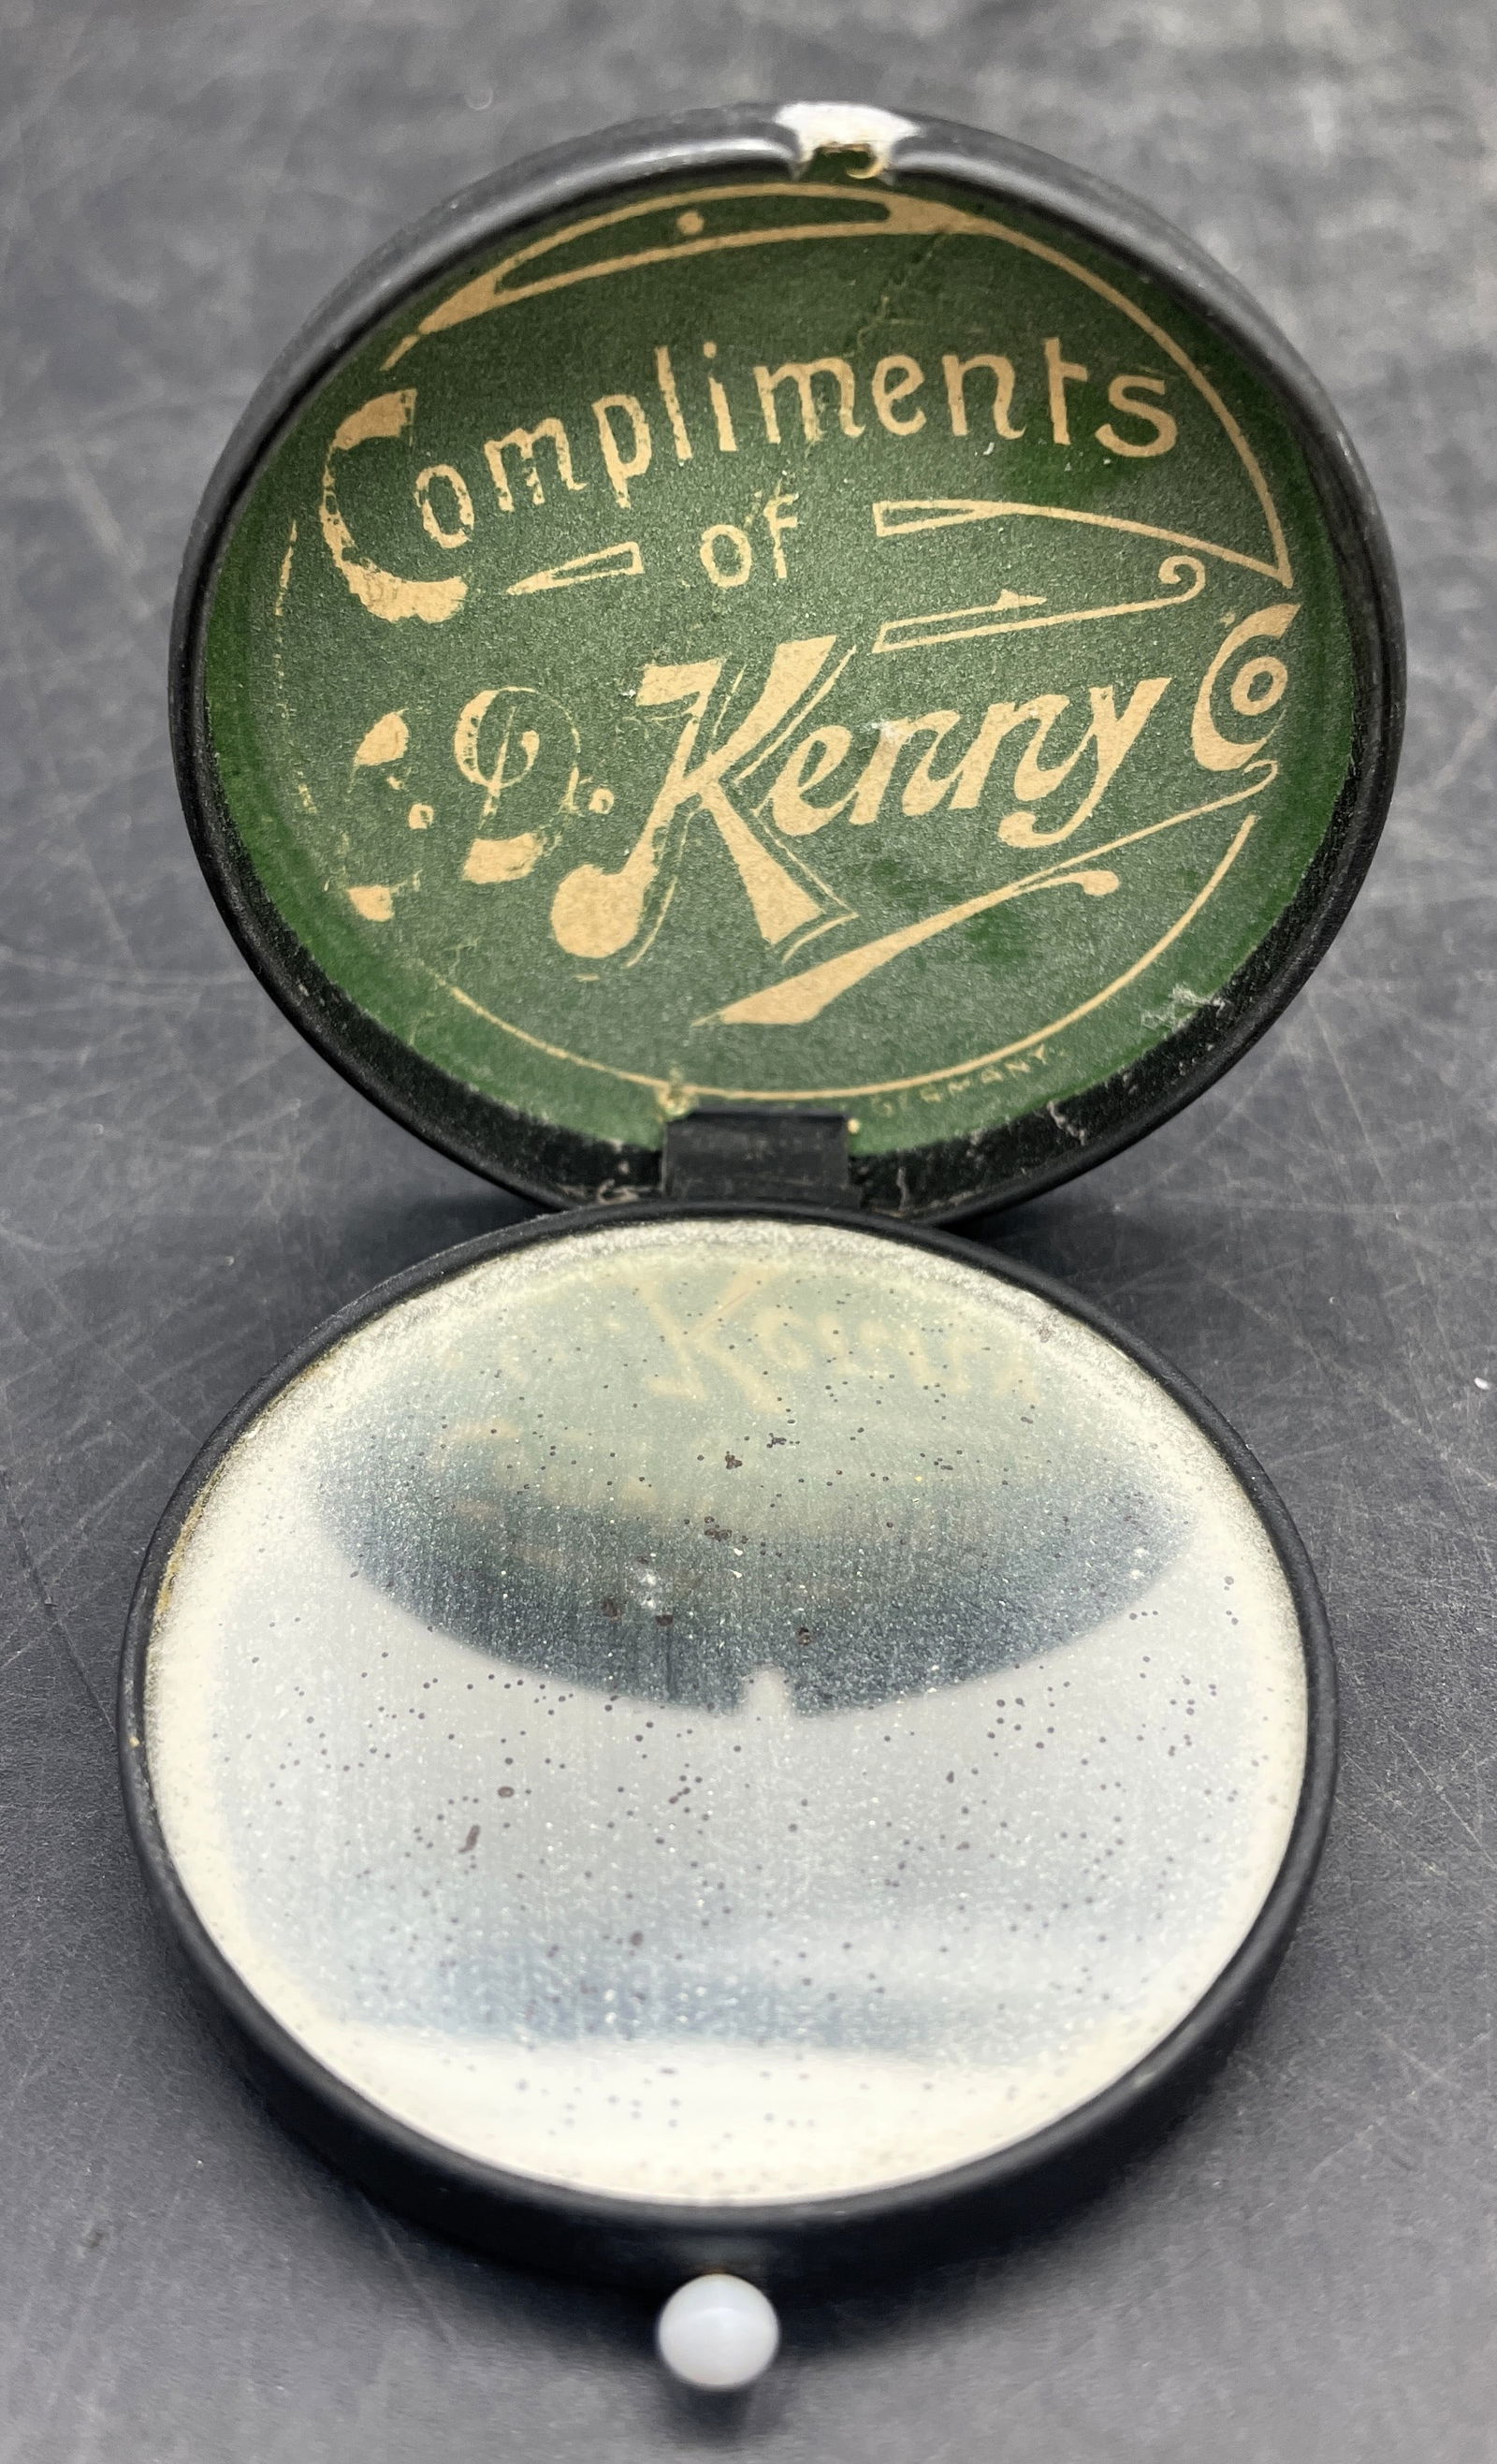 Compliments
of
C. D. Kenny Co
GERMANY.